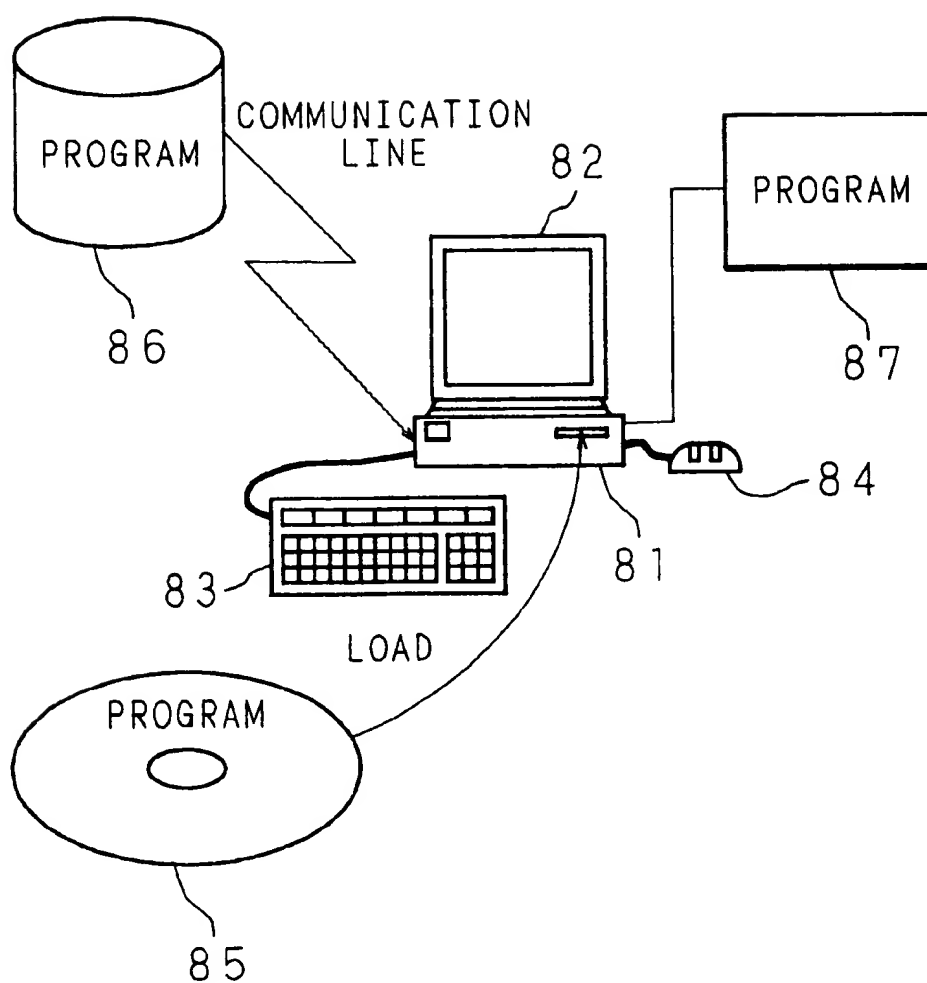 PROGRAM
COMMUNICATION
LINE
86
82
PROGRAM
87
84
81
83
LOAD
PROGRAM
85